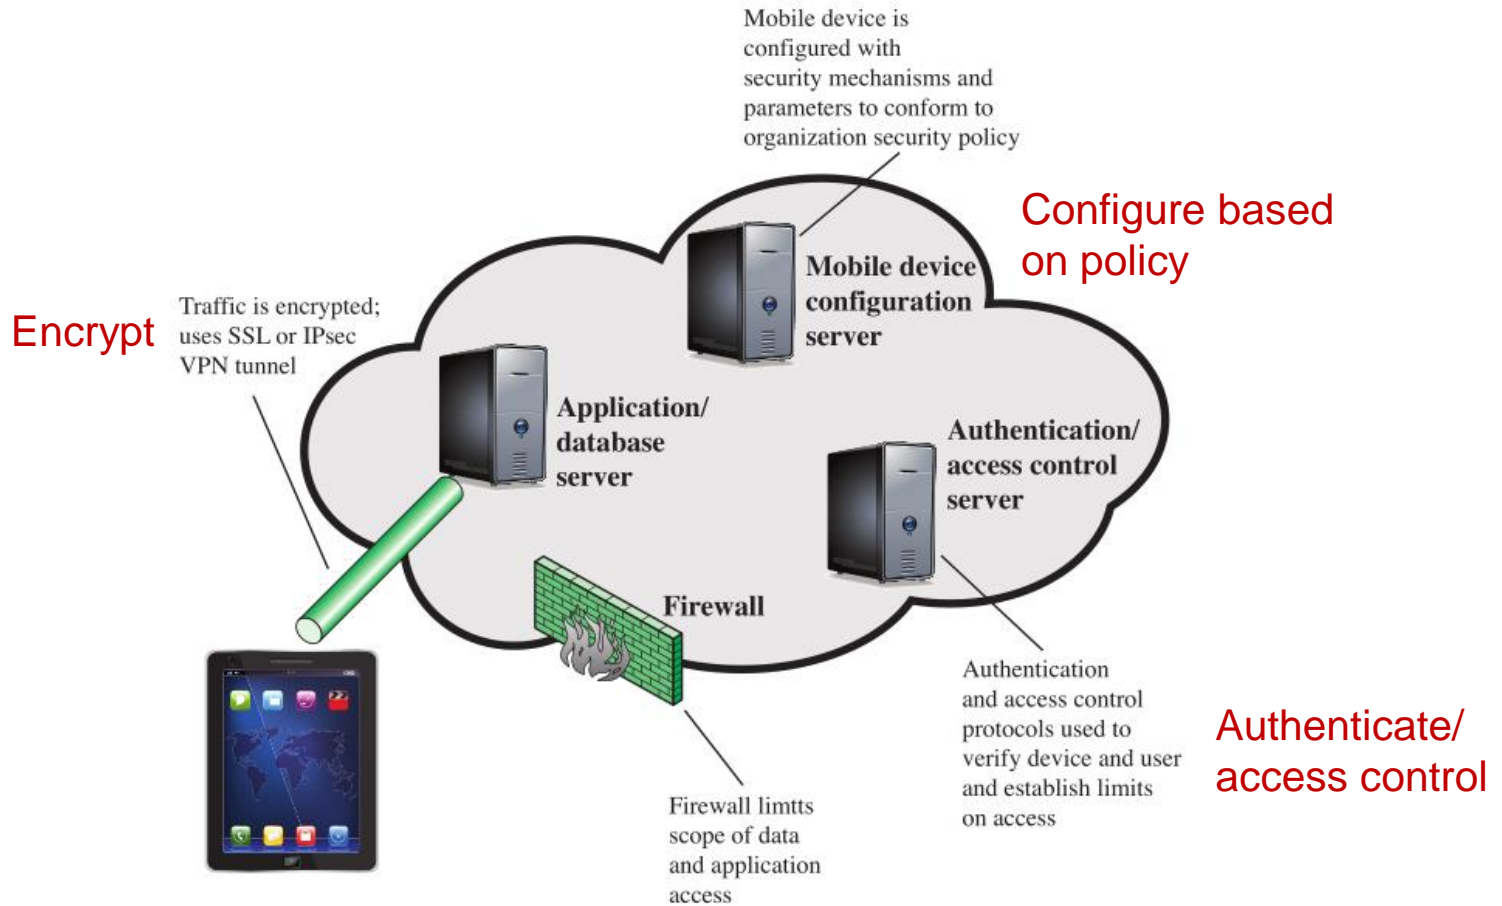 Mobile device is
configured with
security mechanisms and
parameters to conform to
organization security policy
Configure based
on policy
Mobile device
configuration
server
Encrypt
Traffic is encrypted;
uses SSL or IPsec
VPN tunnel
Application/
database
server
Authentication/
access control
server
Firewall
Authentication
and access control
protocols used to
verify device and user
and establish limits
on access
Authenticate/
access control
Firewall limtts
scope of data
and application
access